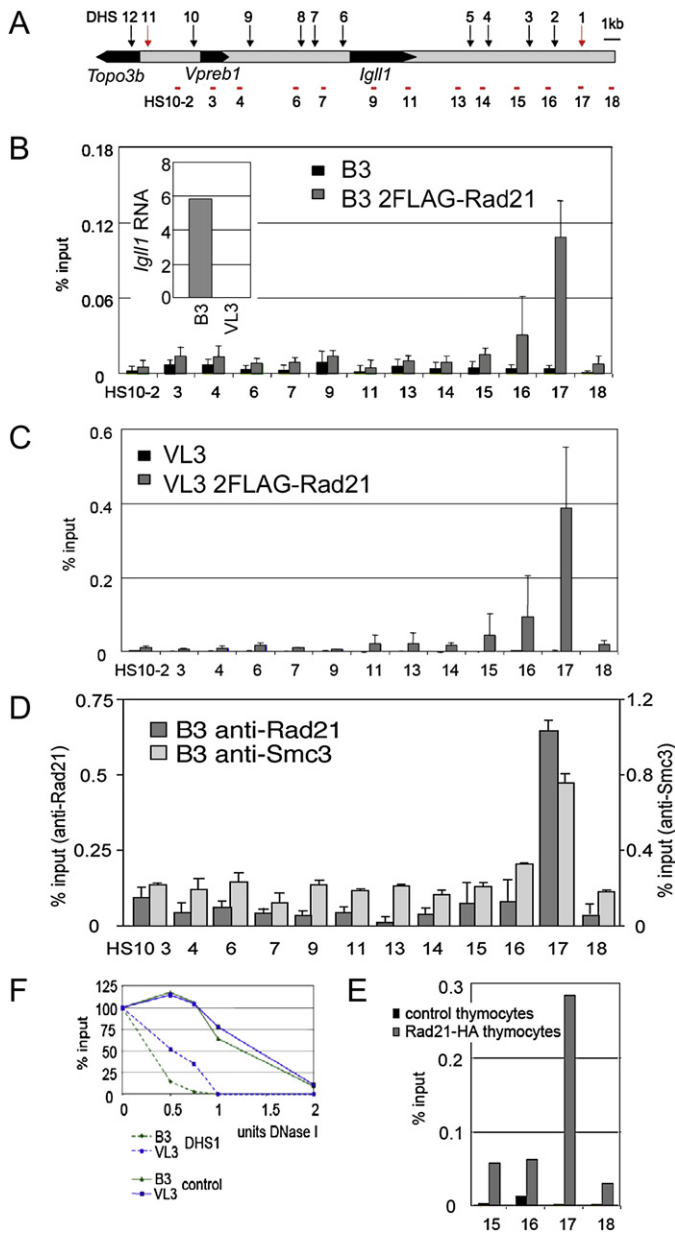 A
DHS 12 11 10 9 8 7 6 5 4 3 2 1 1kb
Topo3b Vpreb1 Igll1
HS10-2 3 4 6 7 9 11 13 14 15 16 17 18
B
0.18
0.12
0.06
0
% input
8
6
4
2
0
Igll1 RNA
B3
VL3
B3
B3 2FLAG-Rad21
HS10-2 3 4 6 7 9 11 13 14 15 16 17 18
C
0.6
0.4
0.2
0
% input
VL3
VL3 2FLAG-Rad21
HS10-2 3 4 6 7 9 11 13 14 15 16 17 18
D
0.75
0.5
0.25
0
% input (anti-Rad21)
B3 anti-Rad21
B3 anti-Smc3
1.2
0.8
0.4
0
% input (anti-Smc3)
HS10 3 4 6 7 9 11 13 14 15 16 17 18
F
125
100
75
50
25
0
% input
0 0.5 1 1.5 2
units DNase I
B3
VL3 DHS1
B3
VL3 control
E
0.3
0.2
0.1
0
% input
control thymocytes
Rad21-HA thymocytes
15 16 17 18